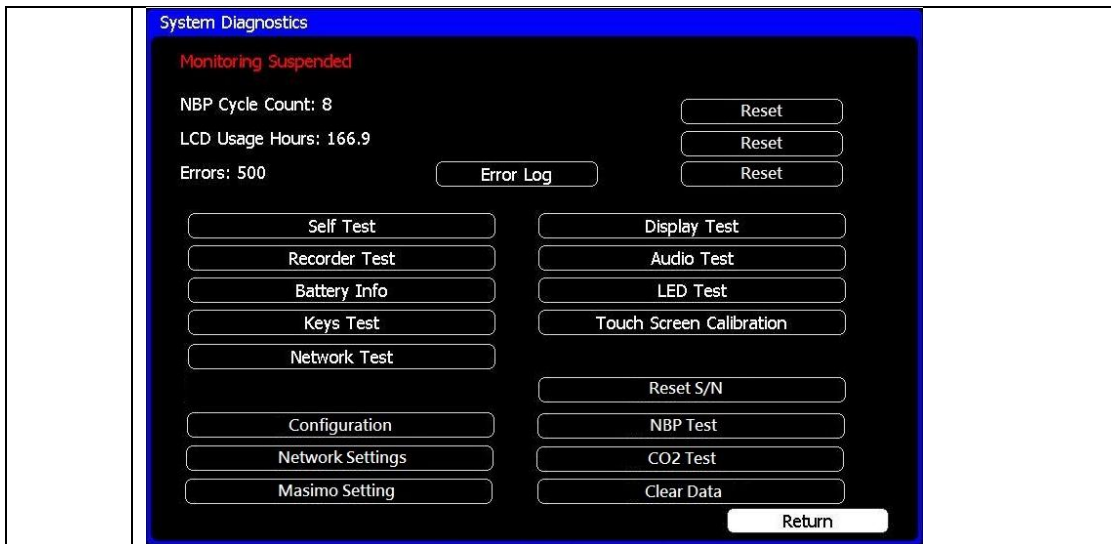 System Diagnostics
Monitoring Suspended
NBP Cycle Count: 8 Reset
LCD Usage Hours: 166.9 Reset
Errors: 500 Error Log Reset
Self Test Display Test
Recorder Test Audio Test
Battery Info LED Test
Keys Test Touch Screen Calibration
Network Test
Reset S/N
Configuration NBP Test
Network Settings CO2 Test
Masimo Setting Clear Data
Return